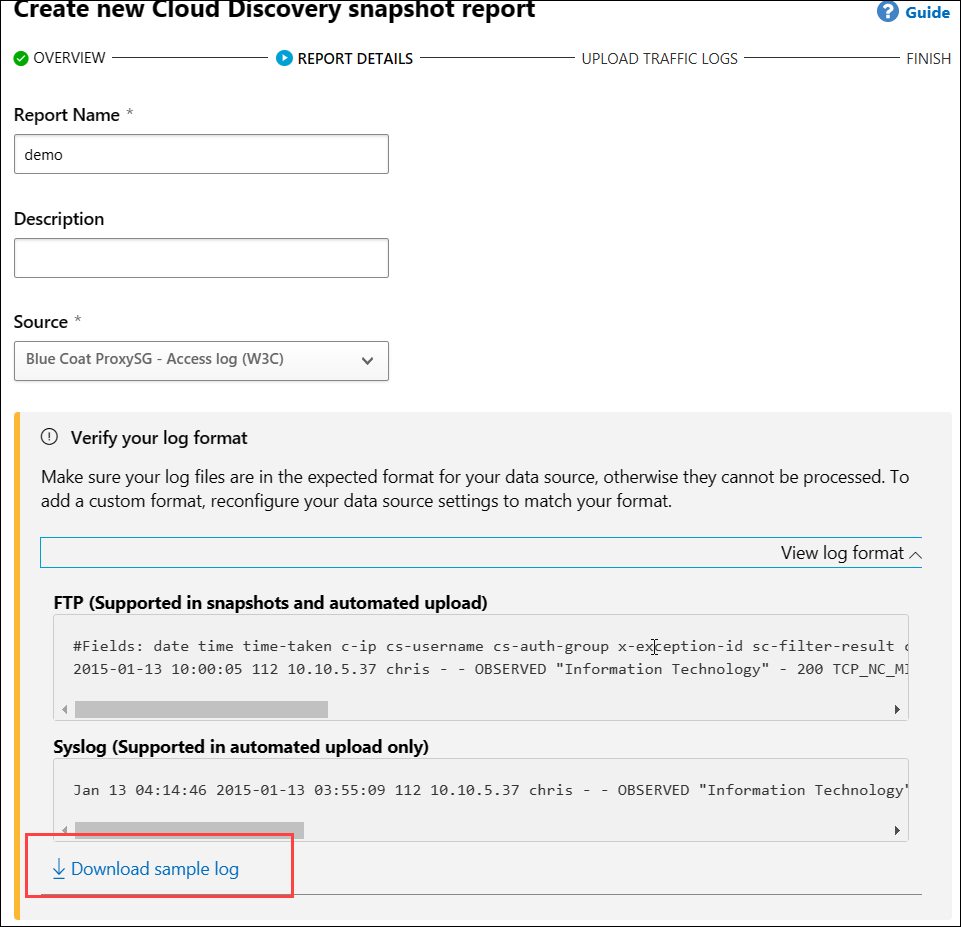 Create new Cloud Discovery snapshot report
? Guide
OVERVIEW REPORT DETAILS UPLOAD TRAFFIC LOGS FINISH
Report Name *
demo
Description
Source *
Blue Coat ProxySG - Access log (W3C)
Verify your log format
Make sure your log files are in the expected format for your data source, otherwise they cannot be processed. To
add a custom format, reconfigure your data source settings to match your format.
View log format
FTP (Supported in snapshots and automated upload)
#Fields: date time time-taken c-ip cs-username cs-auth-group x-exception-id sc-filter-result
2015-01-13 10:00:05 112 10.10.5.37 chris - - OBSERVED "Information Technology" - 200 TCP_NC_MI
Syslog (Supported in automated upload only)
Jan 13 04:14:46 2015-01-13 03:55:09 112 10.10.5.37 chris - - OBSERVED "Information Technology"
Download sample log